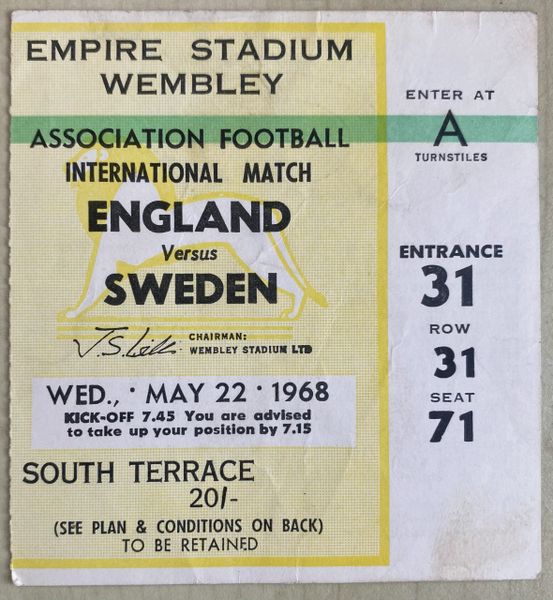 EMPIRE STADIUM
WEMBLEY
ASSOCIATION FOOTBALL
INTERNATIONAL MATCH
ENGLAND
Versus
SWEDEN
CHAIRMAN:
WEMBLEY STADIUM LTD
WED., · MAY 22 · 1968
KICK-OFF 7.45 You are advised
to take up your position by 7.15
SOUTH TERRACE
20/-
(SEE PLAN & CONDITIONS ON BACK)
TO BE RETAINED
ENTER AT
A
TURNSTILES
ENTRANCE
31
ROW
31
SEAT
71